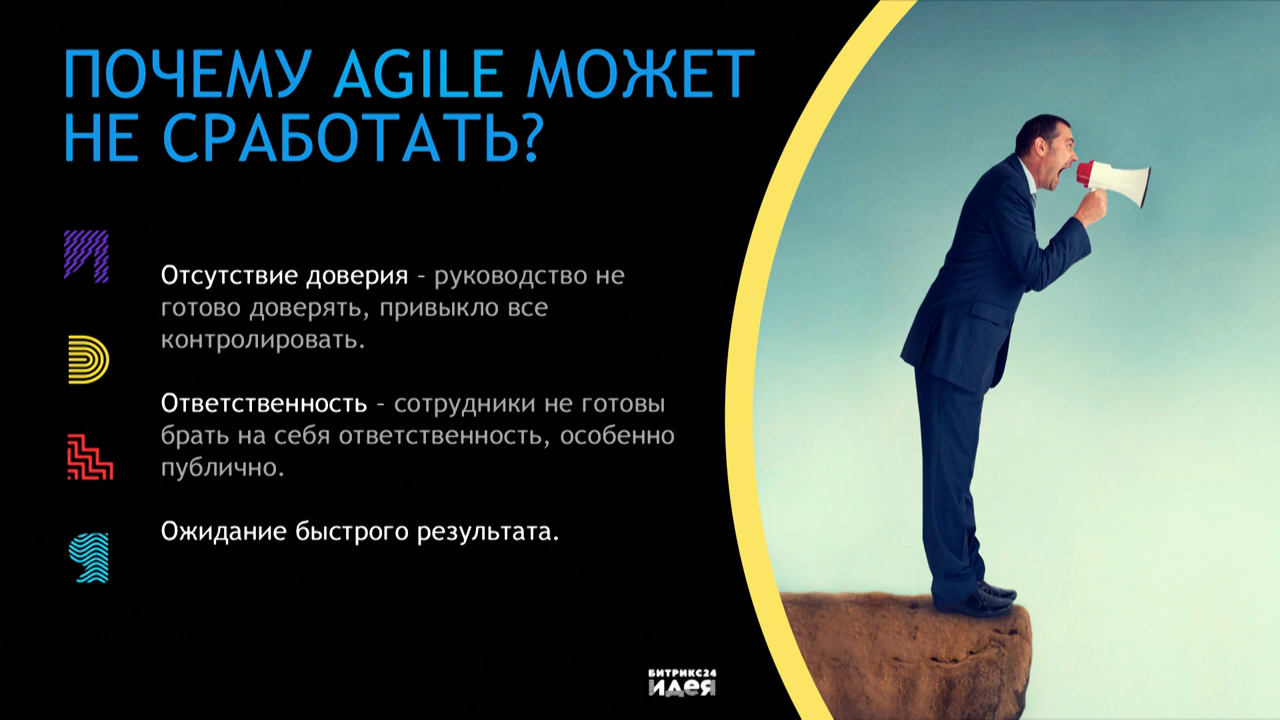 ПОЧЕМУ AGILE МОЖЕТ
НЕ СРАБОТАТЬ?
Отсутствие доверия – руководство не
готово доверять, привыкло все
контролировать.
Ответственность – сотрудники не готовы
брать на себя ответственность, особенно
публично.
Ожидание быстрого результата.
БИТРИКС24
идея